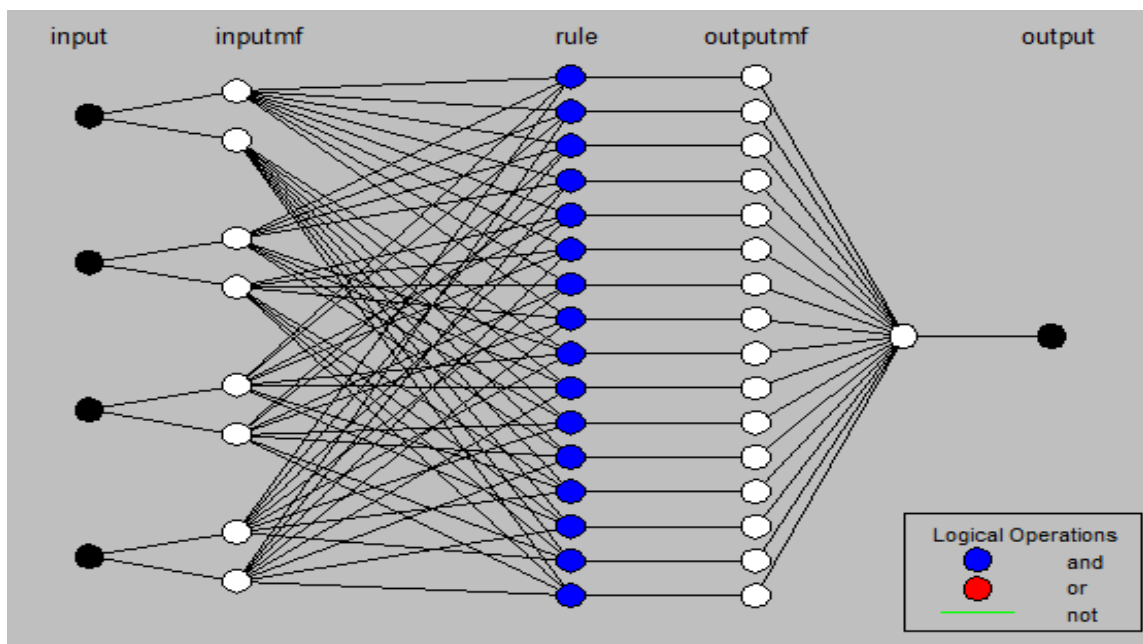 input inputmf rule outputmf output
Logical Operations
and
or
not